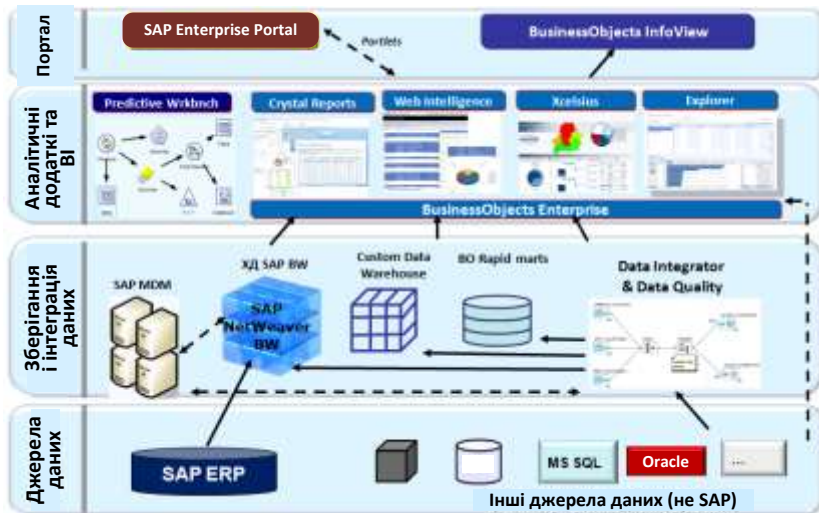 Портал
SAP Enterprise Portal
Portlets
BusinessObjects InfoView
Аналітичні
додаткі та
ВІ
Predictive Wrkbnch
Crystal Reports
Web Intelligence
Xcelsius
Explorer
BusinessObjects Enterprise
Зберігання
і інтеграція
даних
SAP MDM
ХД SAP BW
SAP
NetWeaver
BW
Custom Data
Warehouse
BO Rapid marts
Data Integrator
& Data Quality
Джерела
даних
SAP ERP
MS SQL
Oracle
...
Інші джерела даних (не SAP)